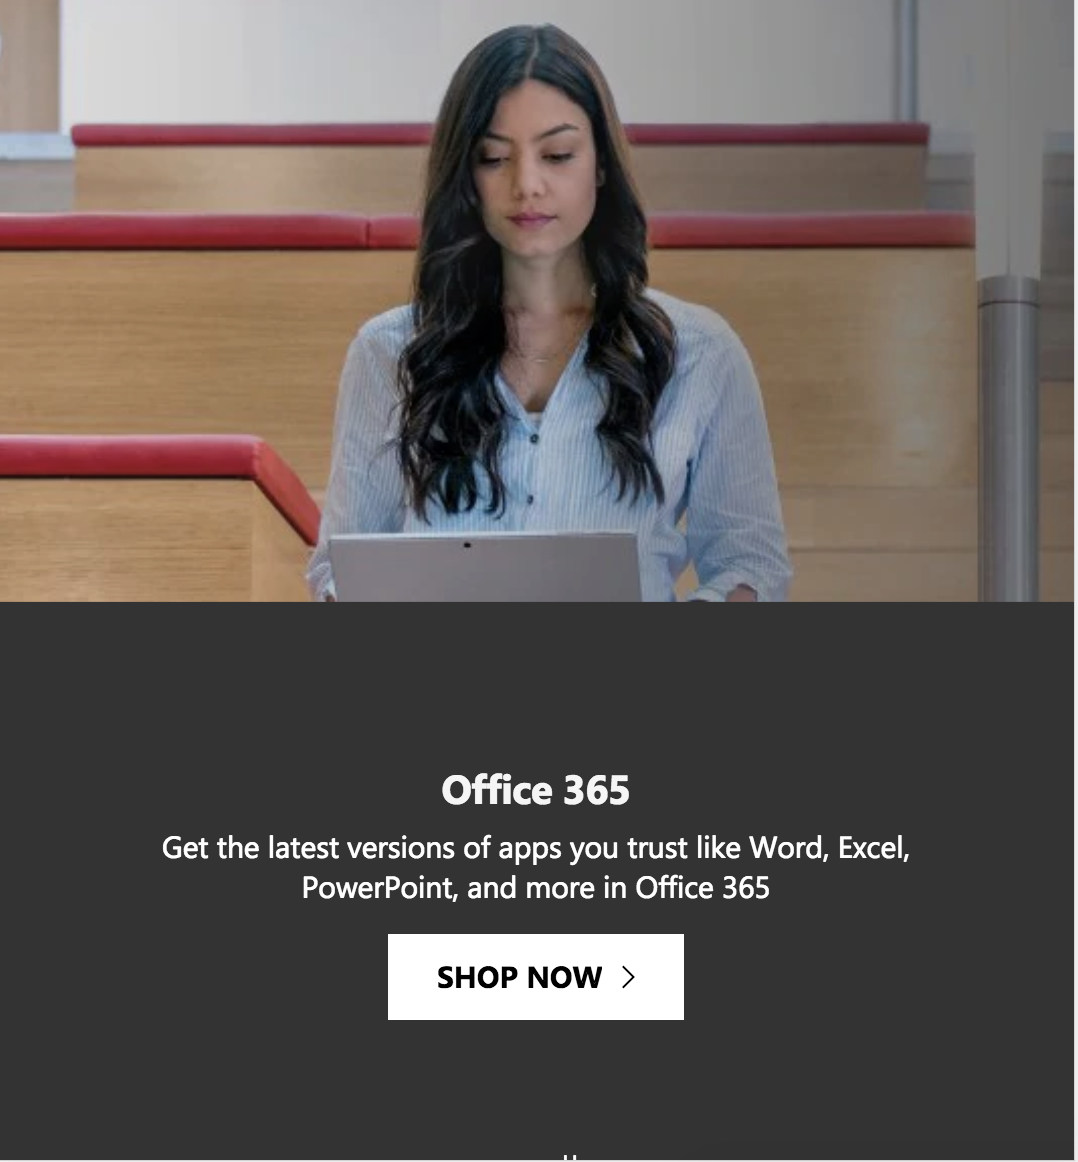 Office 365
Get the latest versions of apps you trust like Word, Excel,
PowerPoint, and more in Office 365
SHOP NOW